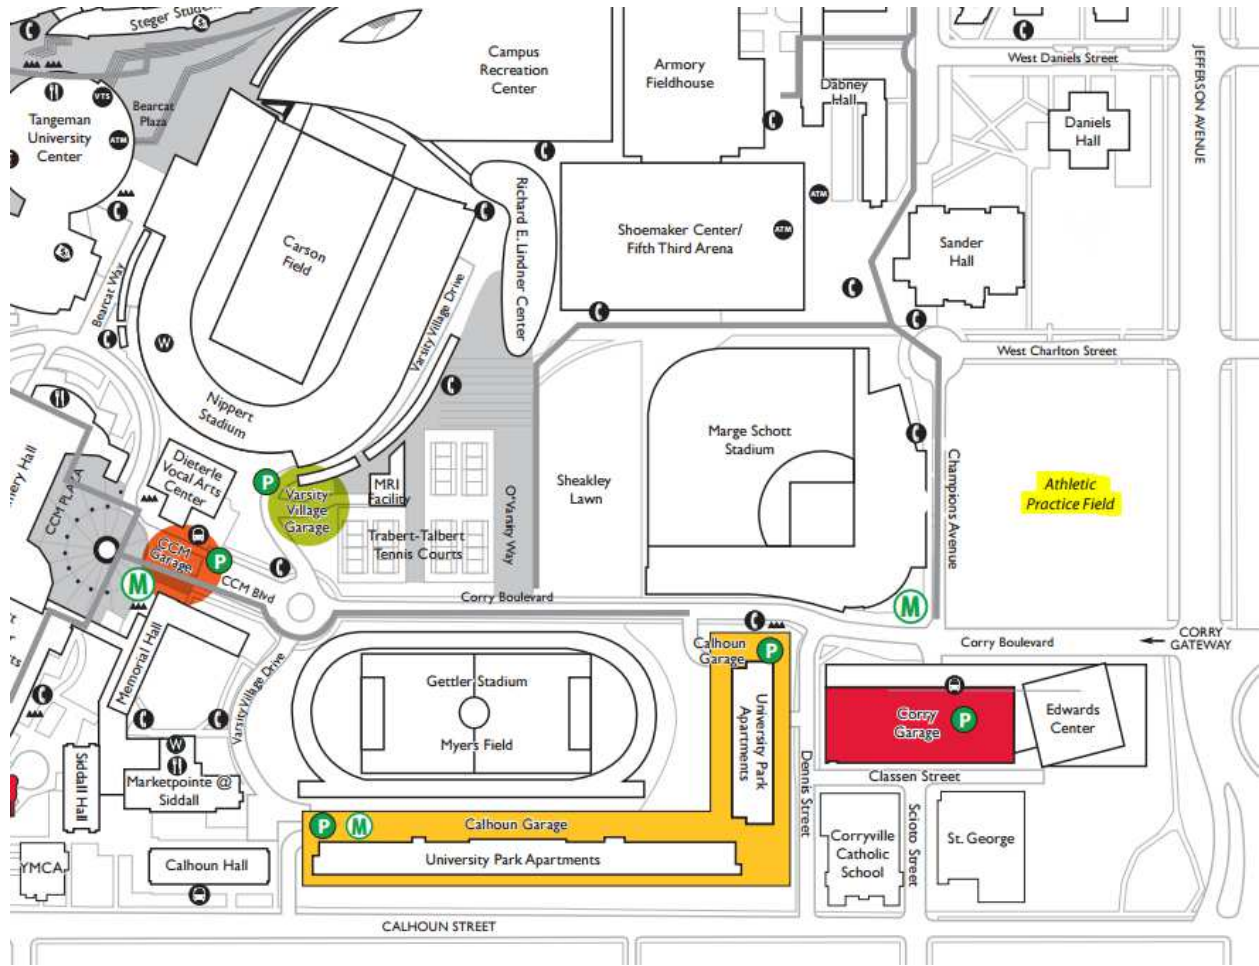 Steger Student
Campus
Recreation
Center
Armory
Fieldhouse
Dabney
Hall
West Daniels Street
JEFFERSON AVENUE
Daniels
Hall
VTS
Bearcat
Plaza
ATM
Tangeman
University
Center
Carson
Field
Richard E. Lindner Center
Shoemaker Center/
Fifth Third Arena
ATM
ATM
Sander
Hall
Bearcat Way
Varsity Village Drive
W
Nippert
Stadium
West Charlton Street
Marge Schott
Stadium
Champions Avenue
Athletic
Practice Field
Sheakley
Lawn
O'Varsity Way
mery Hall
CCM PLAZA
Dieterle
Vocal Arts
Center
P
Varsity
Village
Garage
MRI
Facility
Trabert-Talbert
Tennis Courts
CCM
Garage
P
M
CCM Blvd
Corry Boulevard
M
Corry Boulevard
CORRY
GATEWAY
Memorial Hall
Varsity Village Drive
Gettler Stadium
Myers Field
Calhoun
Garage
P
University Park
Apartments
Corry
Garage
P
Edwards
Center
Dennis Street
Classen Street
Siddall Hall
W
Marketpointe @
Siddall
P
M
Calhoun Garage
University Park Apartments
YMCA
Calhoun Hall
Corryville
Catholic
School
Scioto Street
St. George
CALHOUN STREET